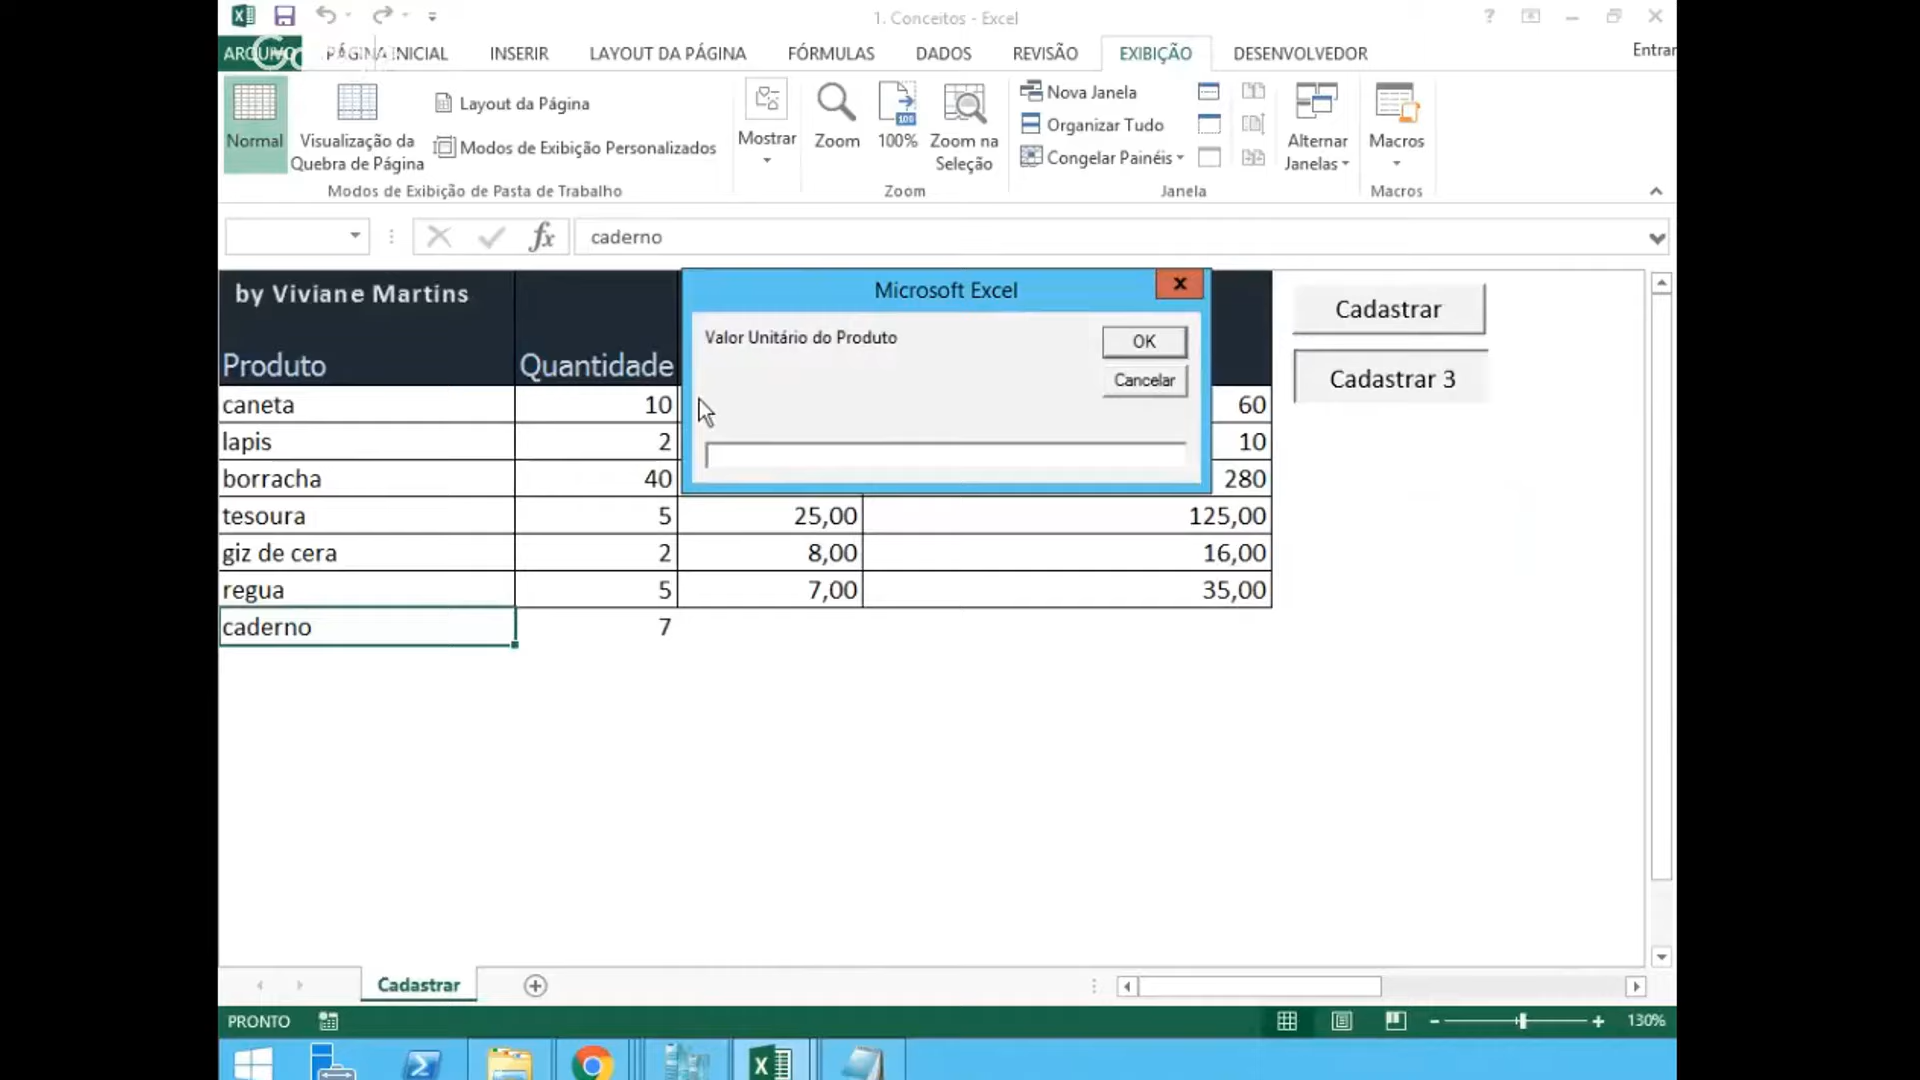 1. Conceitos - Excel
ARQUIVO PÁGINA INICIAL INSERIR LAYOUT DA PÁGINA FÓRMULAS DADOS REVISÃO EXIBIÇÃO DESENVOLVEDOR Entrar
Normal
Visualização da
Quebra de Página
Layout da Página
Modos de Exibição Personalizados
Modos de Exibição de Pasta de Trabalho
Mostrar
Zoom
100%
Zoom na
Seleção
Zoom
Nova Janela
Organizar Tudo
Congelar Painéis
Alternar
Janelas
Janela
Macros
Macros
fx caderno
by Viviane Martins
Produto Quantidade
caneta 10 60
lapis 2 10
borracha 40 280
tesoura 5 25,00 125,00
giz de cera 2 8,00 16,00
regua 5 7,00 35,00
caderno 7
Microsoft Excel
Valor Unitário do Produto
OK
Cancelar
Cadastrar
Cadastrar 3
Cadastrar
PRONTO 130%